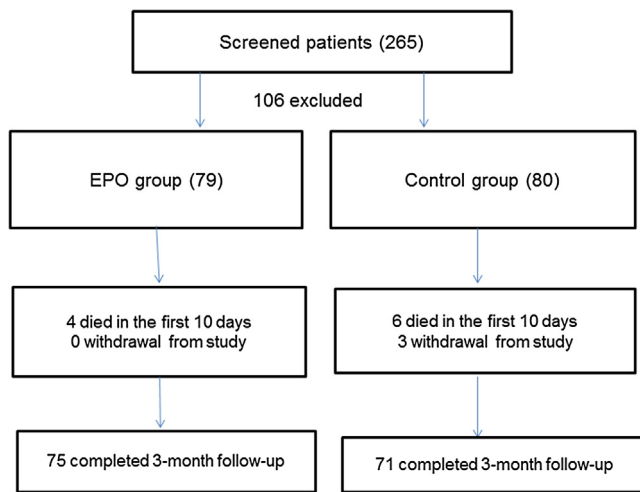 Screened patients (265)
106 excluded
EPO group (79)
Control group (80)
4 died in the first 10 days
0 withdrawal from study
6 died in the first 10 days
3 withdrawal from study
75 completed 3-month follow-up
71 completed 3-month follow-up